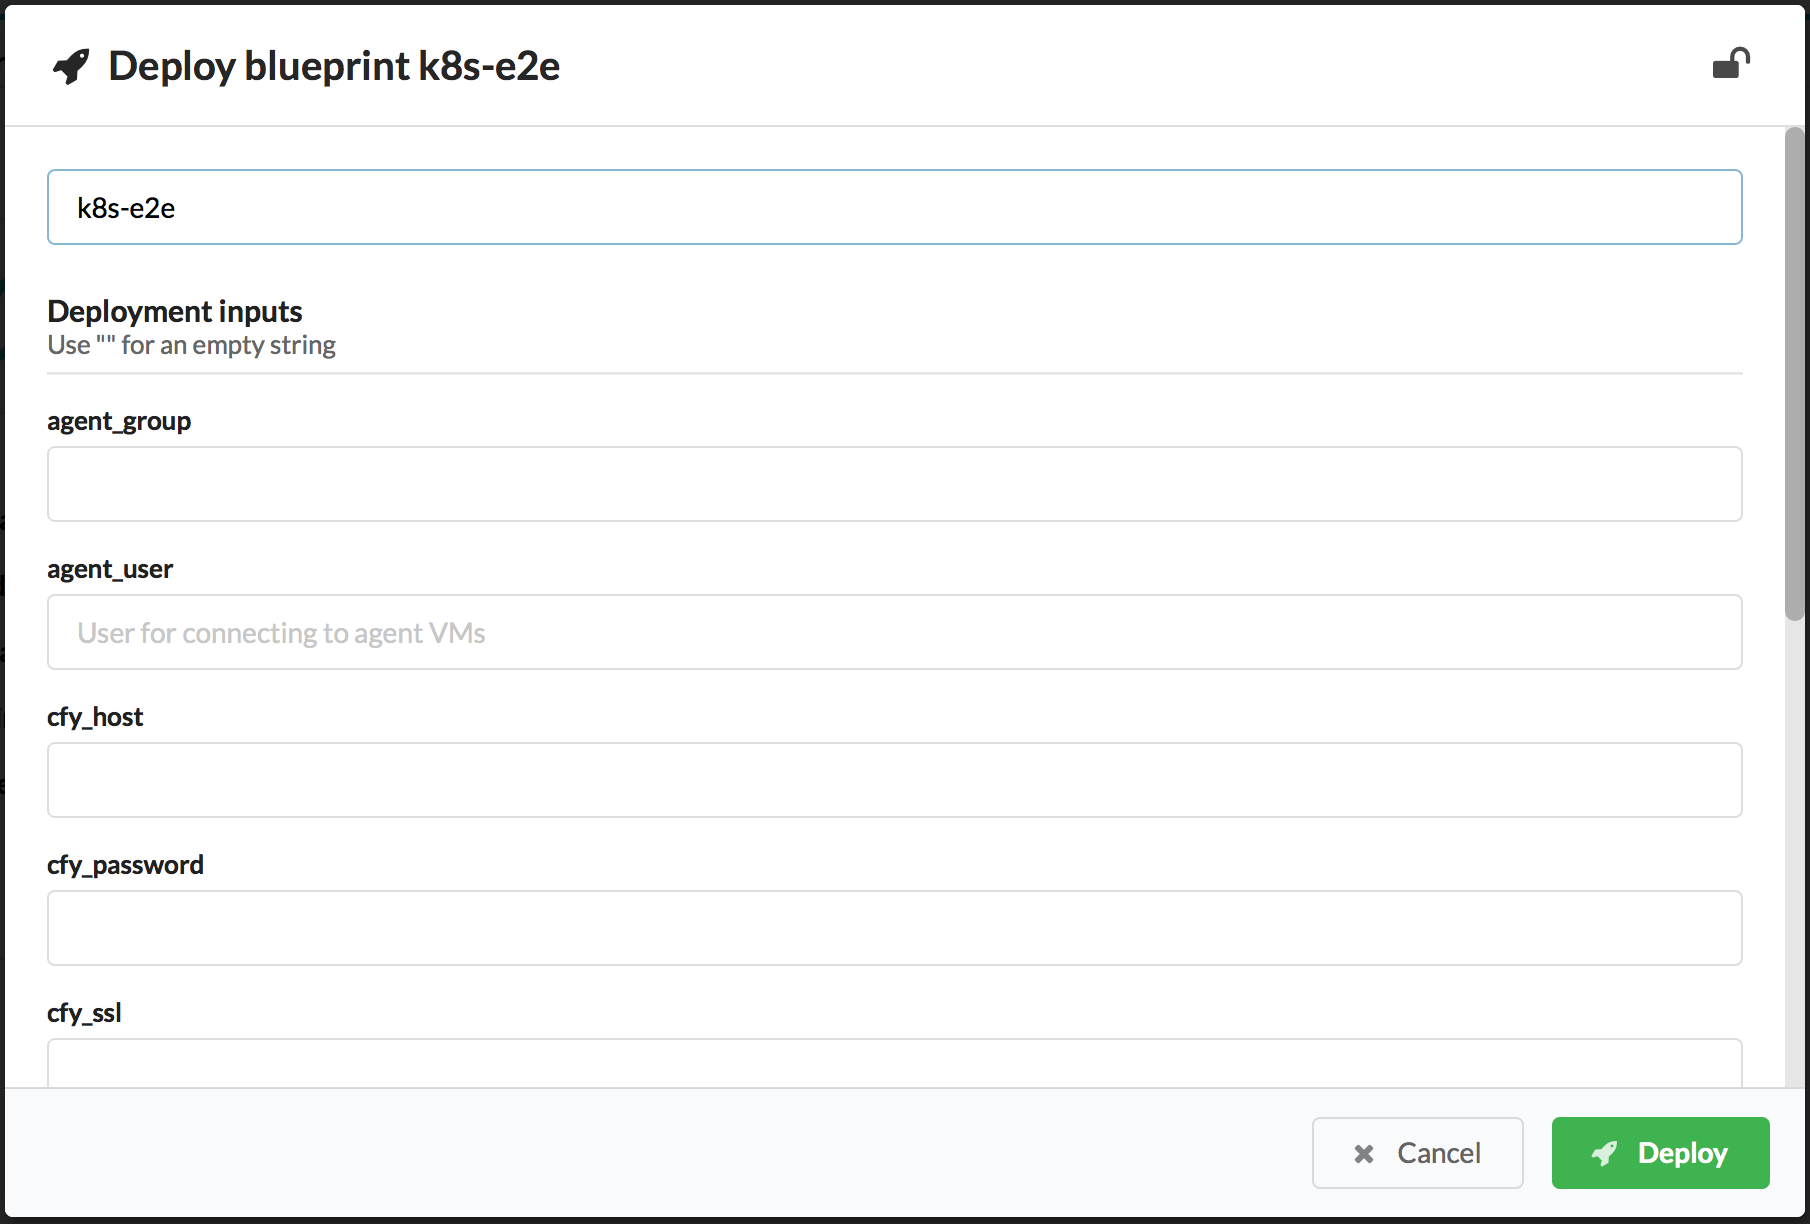 Deploy blueprint k8s-e2e
k8s-e2e
Deployment inputs
Use "" for an empty string
agent_group
agent_user
User for connecting to agent VMs
cfy_host
cfy_password
cfy_ssl
Cancel
Deploy